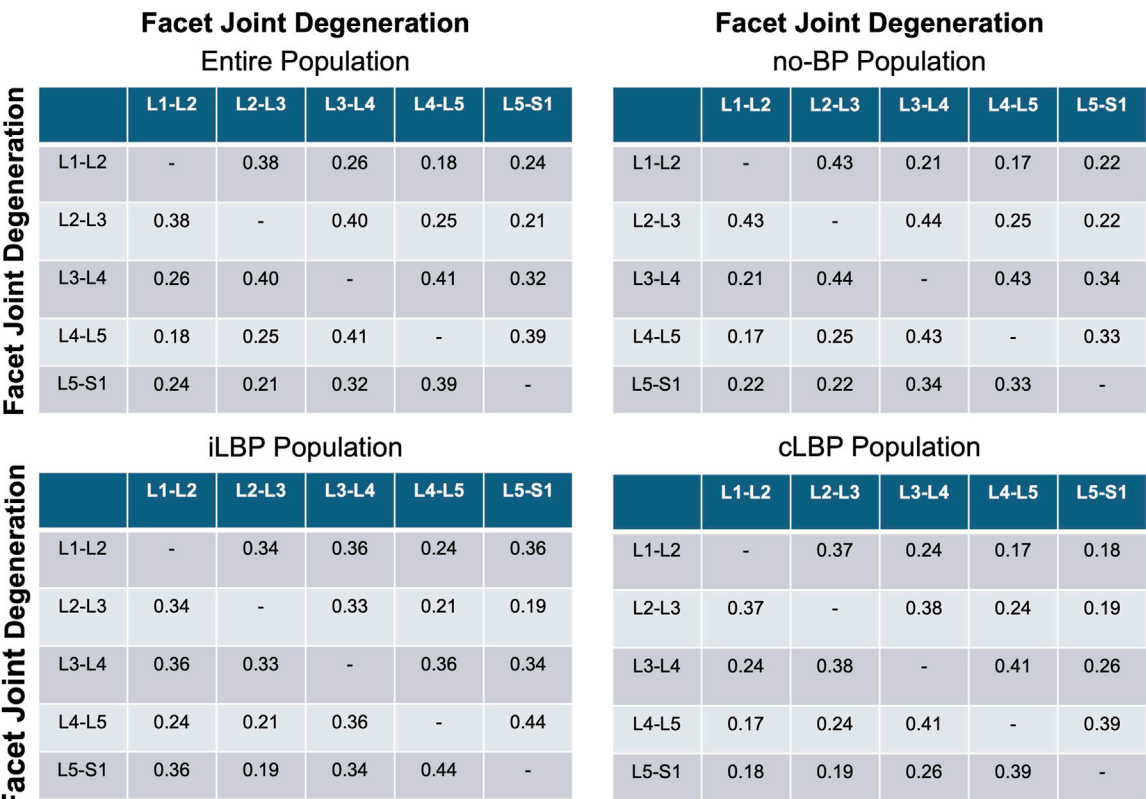 Facet Joint Degeneration
Entire Population
Facet Joint Degeneration
L1-L2 L2-L3 L3-L4 L4-L5 L5-S1
L1-L2 - 0.38 0.26 0.18 0.24
L2-L3 0.38 - 0.40 0.25 0.21
L3-L4 0.26 0.40 - 0.41 0.32
L4-L5 0.18 0.25 0.41 - 0.39
L5-S1 0.24 0.21 0.32 0.39 -
Facet Joint Degeneration
no-BP Population
L1-L2 L2-L3 L3-L4 L4-L5 L5-S1
L1-L2 - 0.43 0.21 0.17 0.22
L2-L3 0.43 - 0.44 0.25 0.22
L3-L4 0.21 0.44 - 0.43 0.34
L4-L5 0.17 0.25 0.43 - 0.33
L5-S1 0.22 0.22 0.34 0.33 -
iLBP Population
Facet Joint Degeneration
L1-L2 L2-L3 L3-L4 L4-L5 L5-S1
L1-L2 - 0.34 0.36 0.24 0.36
L2-L3 0.34 - 0.33 0.21 0.19
L3-L4 0.36 0.33 - 0.36 0.34
L4-L5 0.24 0.21 0.36 - 0.44
L5-S1 0.36 0.19 0.34 0.44 -
cLBP Population
L1-L2 L2-L3 L3-L4 L4-L5 L5-S1
L1-L2 - 0.37 0.24 0.17 0.18
L2-L3 0.37 - 0.38 0.24 0.19
L3-L4 0.24 0.38 - 0.41 0.26
L4-L5 0.17 0.24 0.41 - 0.39
L5-S1 0.18 0.19 0.26 0.39 -